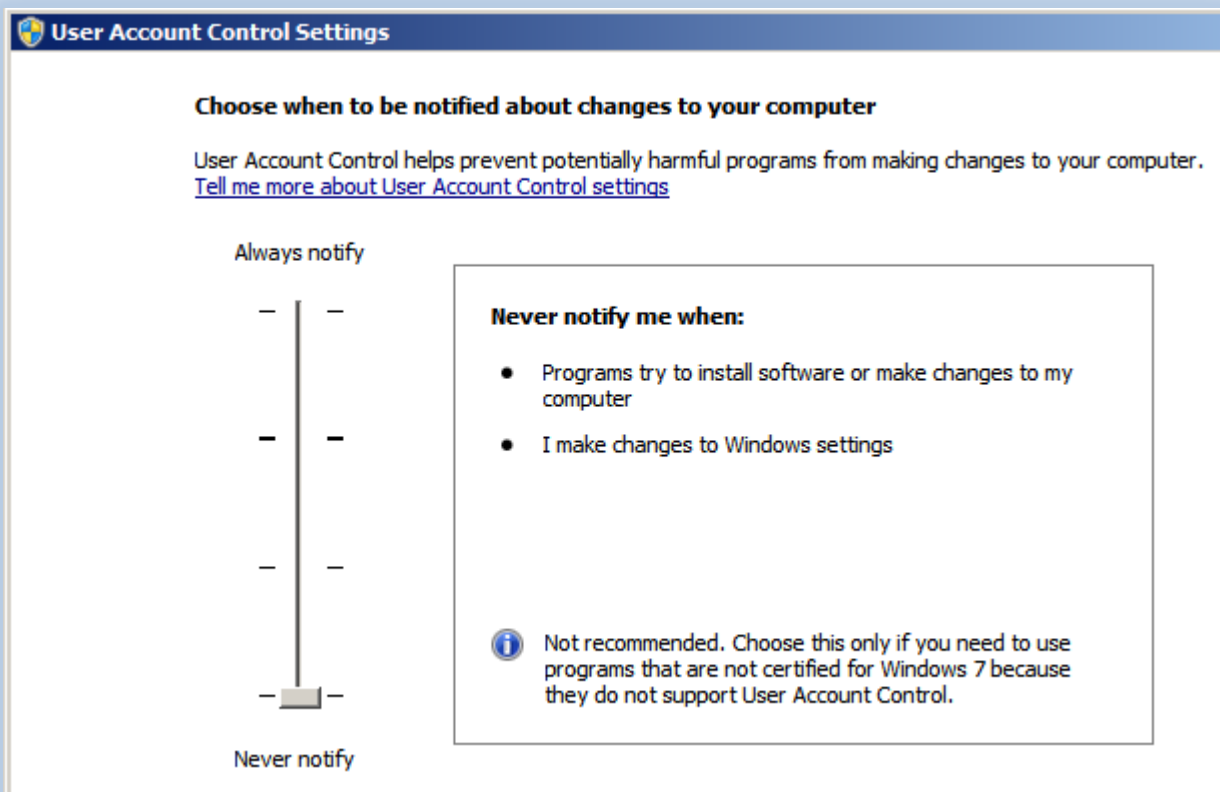 User Account Control Settings
Choose when to be notified about changes to your computer
User Account Control helps prevent potentially harmful programs from making changes to your computer.
Tell me more about User Account Control settings
Always notify
Never notify me when:
Programs try to install software or make changes to my
computer
I make changes to Windows settings
Not recommended. Choose this only if you need to use
programs that are not certified for Windows 7 because
they do not support User Account Control.
Never notify